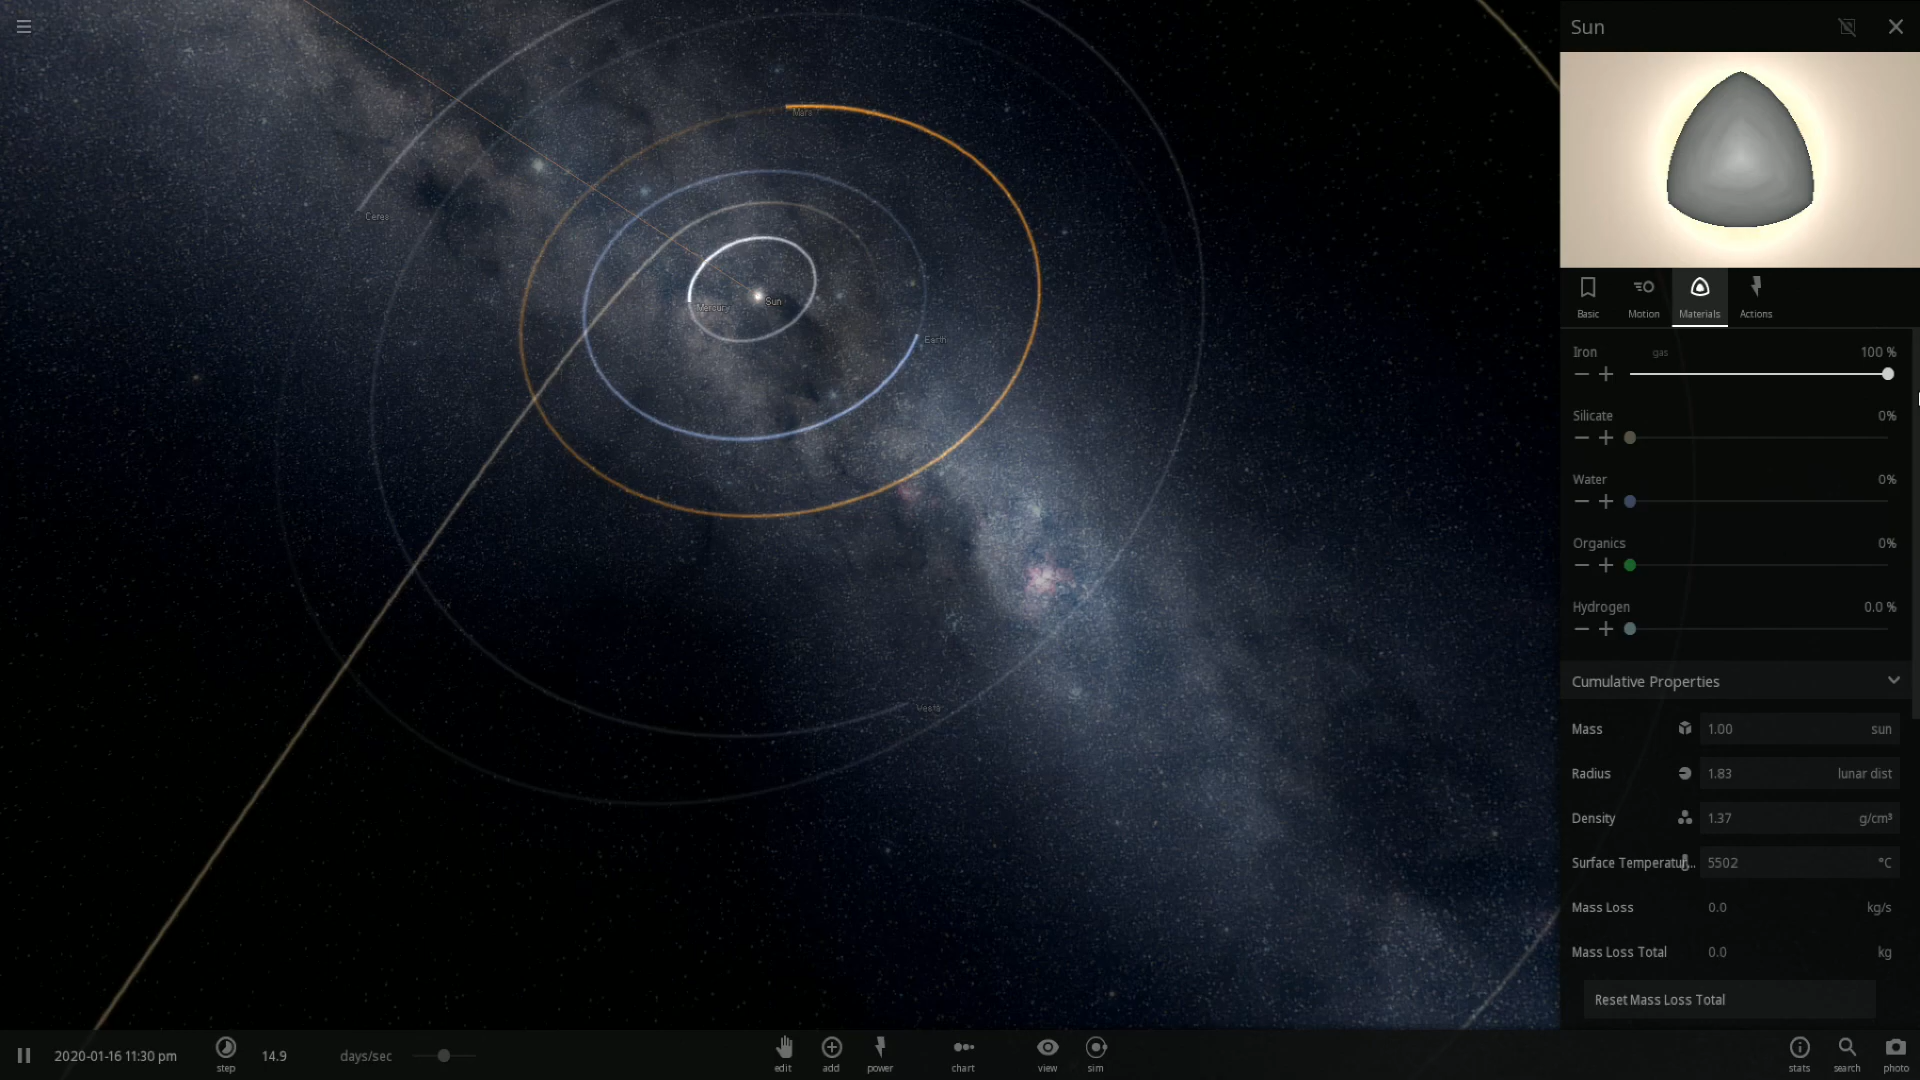 Sun
Mars
Ceres
Sun
Mercury
Earth
Vesta
Basic
Motion
Materials
Actions
Iron gas 100 %
Silicate 0%
Water 0%
Organics 0%
Hydrogen 0.0 %
Cumulative Properties
Mass 1.00 sun
Radius 1.83 lunar dist
Density 1.37 g/cm³
Surface Temperatur... 5502 °C
Mass Loss 0.0 kg/s
Mass Loss Total 0.0 kg
Reset Mass Loss Total
2020-01-16 11:30 pm
step
14.9 days/sec
edit
add
power
chart
view
sim
stats
search
photo